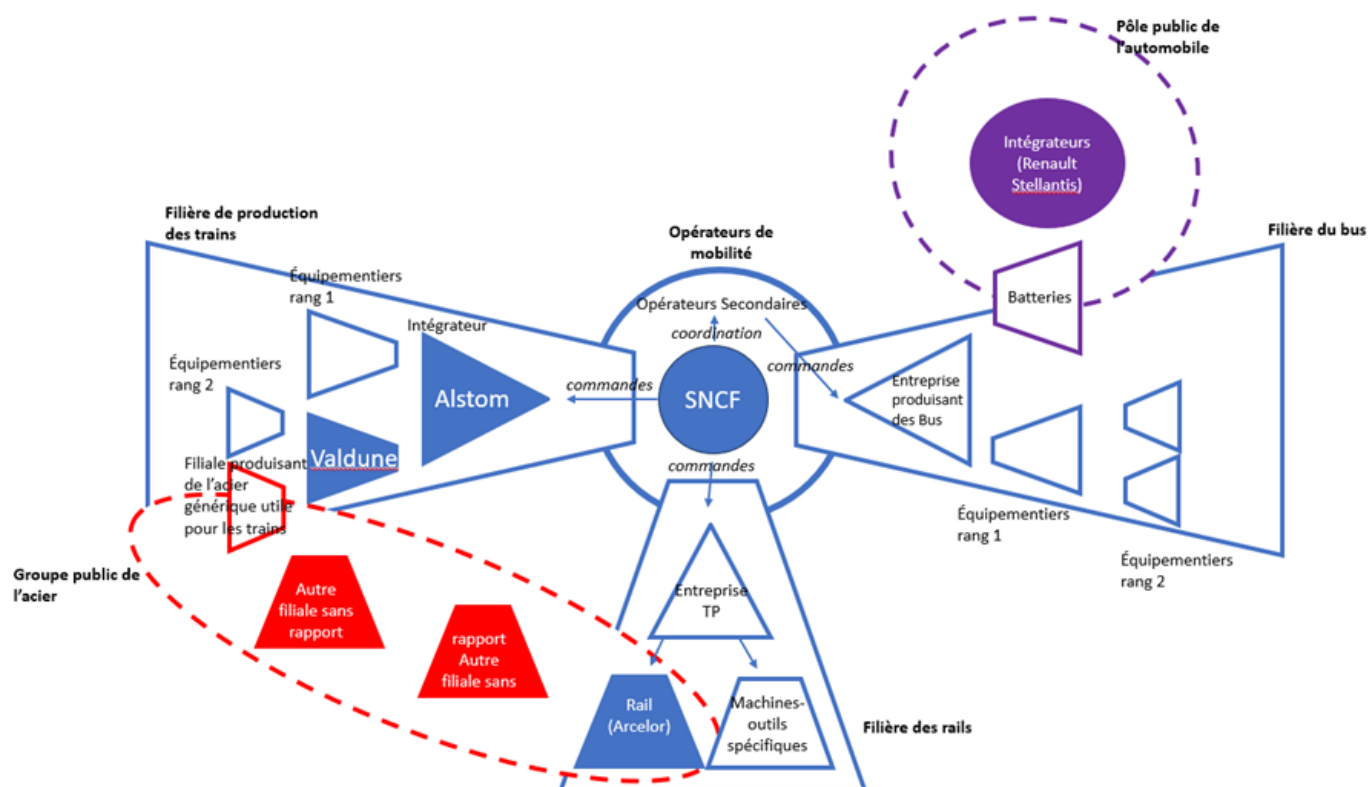 Pôle public de
l'automobile
Intégrateurs
(Renault
Stellantis)
Filière de production
des trains
Opérateurs de
mobilité
Filière du bus
Équipementiers
rang 1
Opérateurs Secondaires
Batteries
Intégrateur
coordination
Équipementiers
rang 2
commandes
commandes
Alstom
SNCF
Entreprise
produisant
des Bus
Valdune
commandes
Filiale produisant
de l'acier
générique utile
pour les trains
Équipementiers
rang 1
Équipementiers
rang 2
Groupe public de
l'acier
Autre
filiale sans
rapport
Entreprise
TP
rapport
Autre
filiale sans
Rail
(Arcelor)
Machines-
outils
spécifiques
Filière des rails